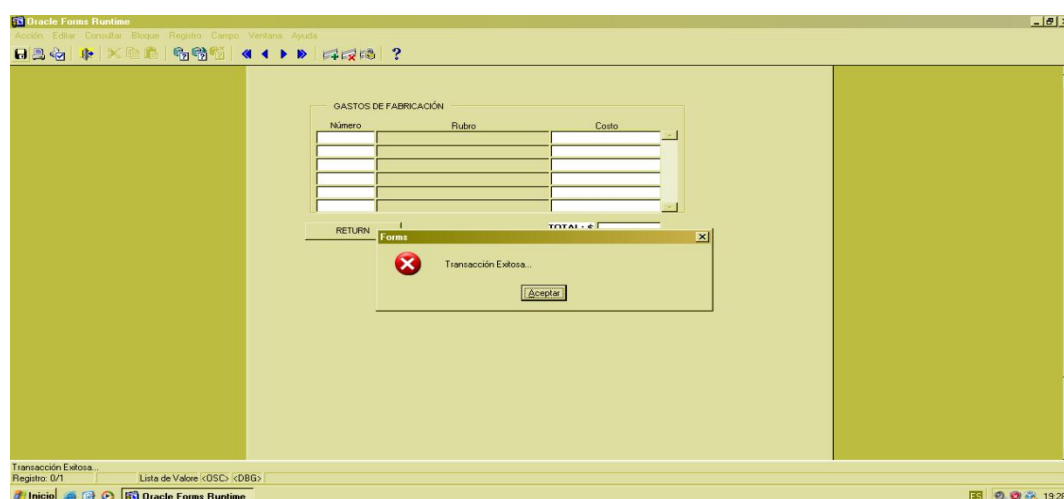 Oracle Forms Runtime
Acción Editar Consultar Bloque Registro Campo Ventana Ayuda
GASTOS DE FABRICACIÓN
Número Rubro Costo
RETURN TOTAL: $
Forms
Transacción Exitosa...
Aceptar
Transacción Exitosa...
Registro: 0/1 Lista de Valore <OSC> <DBG>
Inicio Oracle Forms Runtime ES